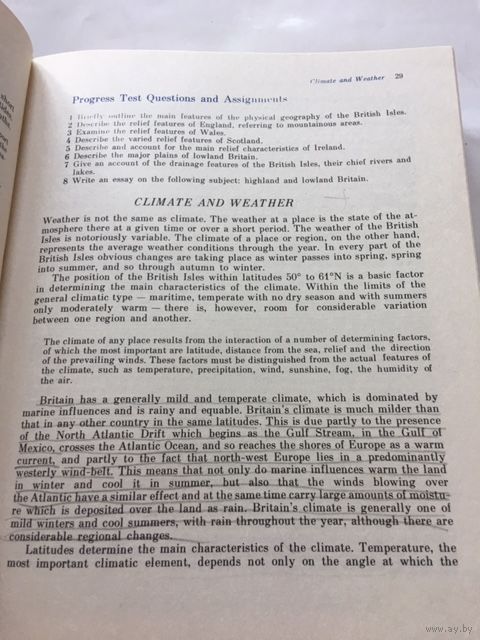 short
Climate and Weather 29
Progress Test Questions and Assignments
1 Briefly outline the main features of the physical geography of the British Isles.
2 Describe the relief features of England, referring to mountainous areas.
3 Examine the relief features of Wales.
4 Describe the varied relief features of Scotland.
5 Describe and account for the main relief characteristics of Ireland.
6 Describe the major plains of lowland Britain.
7 Give an account of the drainage features of the British Isles, their chief rivers and
lakes.
8 Write an essay on the following subject: highland and lowland Britain.
CLIMATE AND WEATHER
Weather is not the same as climate. The weather at a place is the state of the at-
mosphere there at a given time or over a short period. The weather of the British
Isles is notoriously variable. The climate of a place or region, on the other hand,
represents the average weather conditions through the year. In every part of the
British Isles obvious changes are taking place as winter passes into spring, spring
into summer, and so through autumn to winter.
The position of the British Isles within latitudes 50° to 61°N is a basic factor
in determining the main characteristics of the climate. Within the limits of the
general climatic type — maritime, temperate with no dry season and with summers
only moderately warm — there is, however, room for considerable variation
between one region and another.
The climate of any place results from the interaction of a number of determining factors,
of which the most important are latitude, distance from the sea, relief and the direction
of the prevailing winds. These factors must be distinguished from the actual features of
the climate, such as temperature, precipitation, wind, sunshine, fog, the humidity of
the air.
Britain has a generally mild and temperate climate, which is dominated by
marine influences and is rainy and equable. Britain's climate is much milder than
that in any other country in the same latitudes. This is due partly to the presence
of the North Atlantic Drift which begins as the Gulf Stream, in the Gulf of
Mexico, crosses the Atlantic Ocean, and so reaches the shores of Europe as a warm
current, and partly to the fact that north-west Europe lies in a predominantly
westerly wind-belt. This means that not only do marine influences warm the land
in winter and cool it in summer, but also that the winds blowing over
the Atlantic have a similar effect and at the same time carry large amounts of moistu-
re which is deposited over the land as rain. Britain's climate is generally one of
mild winters and cool summers, with rain throughout the year, although there are
considerable regional changes.
Latitudes determine the main characteristics of the climate. Temperature, the
most important climatic element, depends not only on the angle at which the
www.ay.by